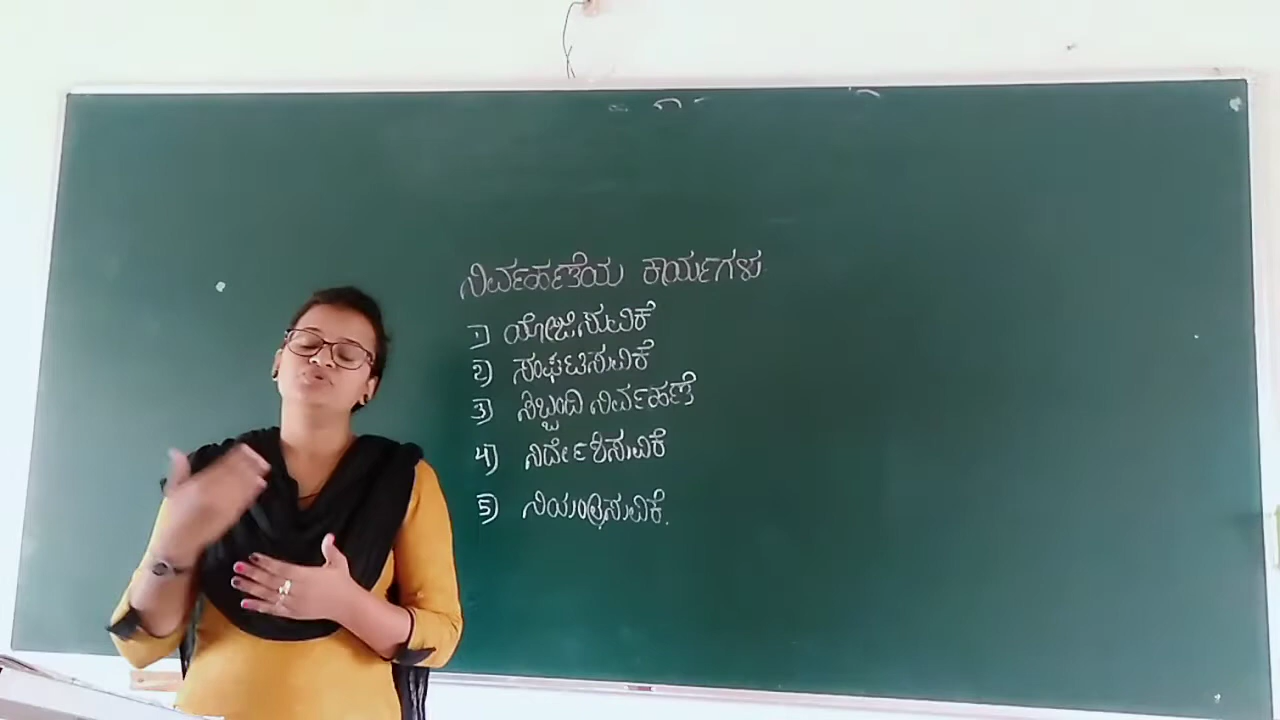 ನಿರ್ವಹಣೆಯ ಕಾರ್ಯಗಳು
1) ಯೋಜಿಸುವಿಕೆ
2) ಸಂಘಟಿಸುವಿಕೆ
3) ಸಿಬ್ಬಂದಿ ನಿರ್ವಹಣೆ
4) ನಿರ್ದೇಶಿಸುವಿಕೆ
5) ನಿಯಂತ್ರಿಸುವಿಕೆ.